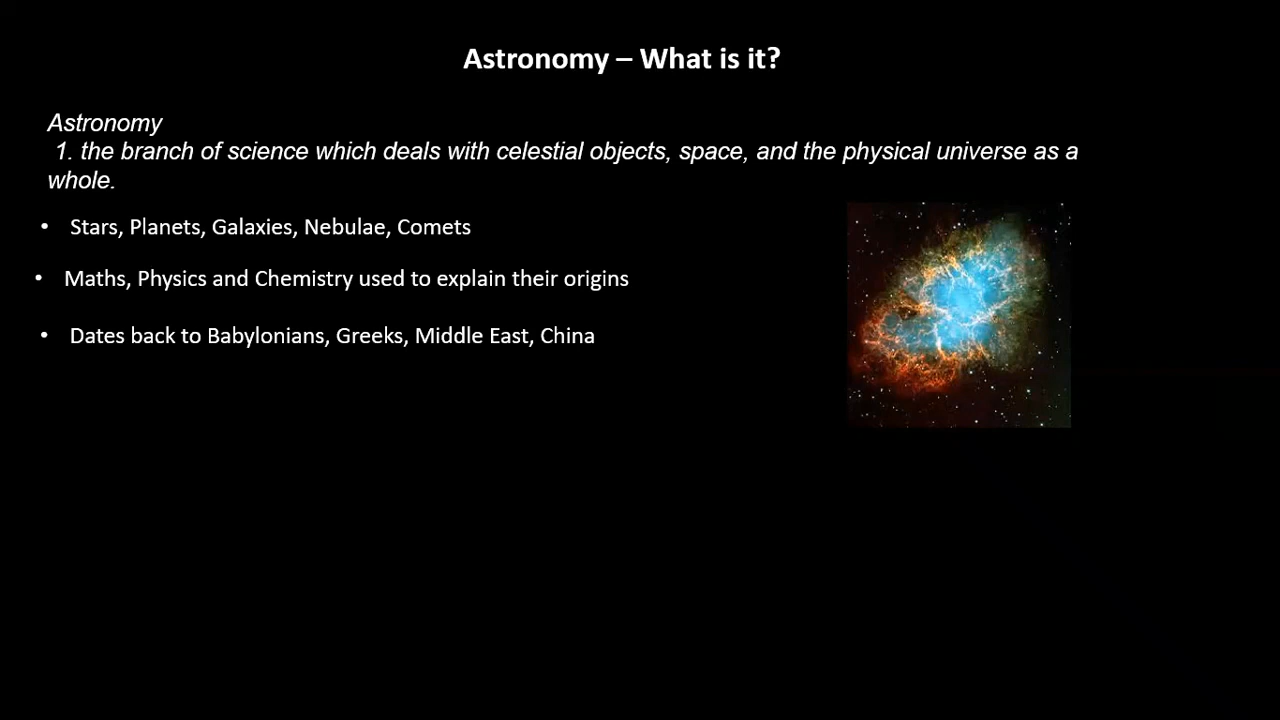 Astronomy – What is it?
Astronomy
1. the branch of science which deals with celestial objects, space, and the physical universe as a
whole.
• Stars, Planets, Galaxies, Nebulae, Comets
• Maths, Physics and Chemistry used to explain their origins
• Dates back to Babylonians, Greeks, Middle East, China